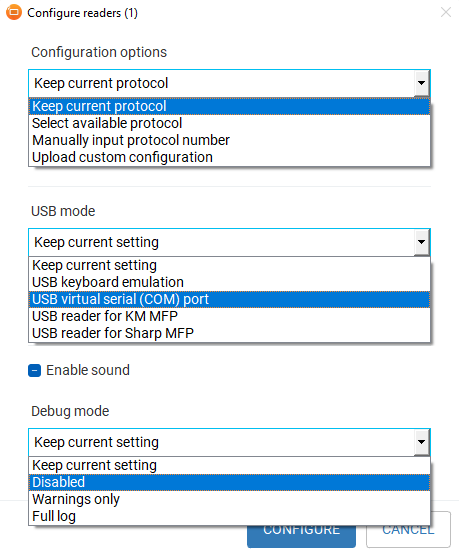 Configure readers (1)
Configuration options
Keep current protocol
Keep current protocol
Select available protocol
Manually input protocol number
Upload custom configuration
USB mode
Keep current setting
Keep current setting
USB keyboard emulation
USB virtual serial (COM) port
USB reader for KM MFP
USB reader for Sharp MFP
Enable sound
Debug mode
Keep current setting
Keep current setting
Disabled
Warnings only
Full log
CONFIGURE
CANCEL